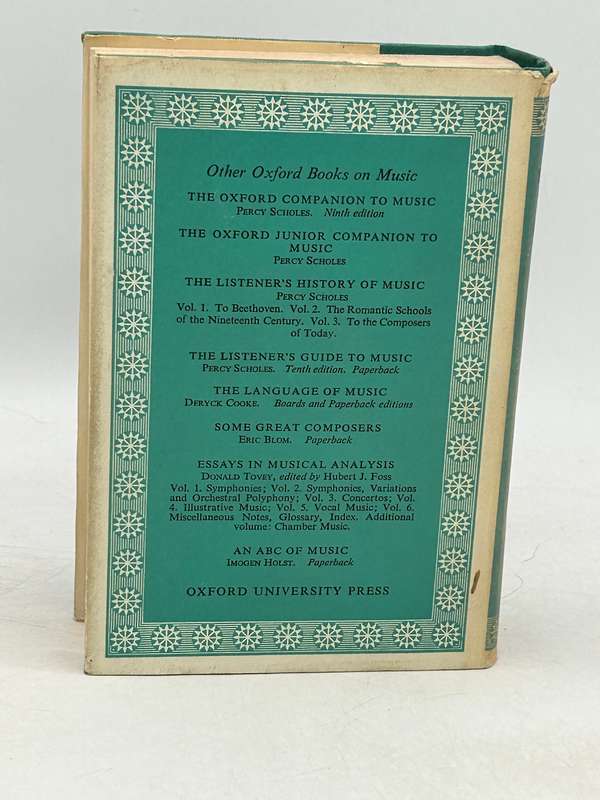 Other Oxford Books on Music
THE OXFORD COMPANION TO MUSIC
PERCY SCHOLES. Ninth edition
THE OXFORD JUNIOR COMPANION TO
MUSIC
PERCY SCHOLES
THE LISTENER'S HISTORY OF MUSIC
PERCY SCHOLES
Vol. 1. To Beethoven. Vol. 2. The Romantic Schools
of the Nineteenth Century. Vol. 3. To the Composers
of Today.
THE LISTENER'S GUIDE TO MUSIC
PERCY SCHOLES. Tenth edition. Paperback
THE LANGUAGE OF MUSIC
DERYCK COOKE. Boards and Paperback editions
SOME GREAT COMPOSERS
ERIC BLOM. Paperback
ESSAYS IN MUSICAL ANALYSIS
DONALD TOVEY, edited by Hubert J. Foss
Vol. 1. Symphonies; Vol. 2. Symphonies, Variations
and Orchestral Polyphony; Vol. 3. Concertos; Vol.
4. Illustrative Music; Vol. 5. Vocal Music; Vol. 6.
Miscellaneous Notes, Glossary, Index. Additional
volume: Chamber Music.
AN ABC OF MUSIC
IMOGEN HOLST. Paperback
OXFORD UNIVERSITY PRESS